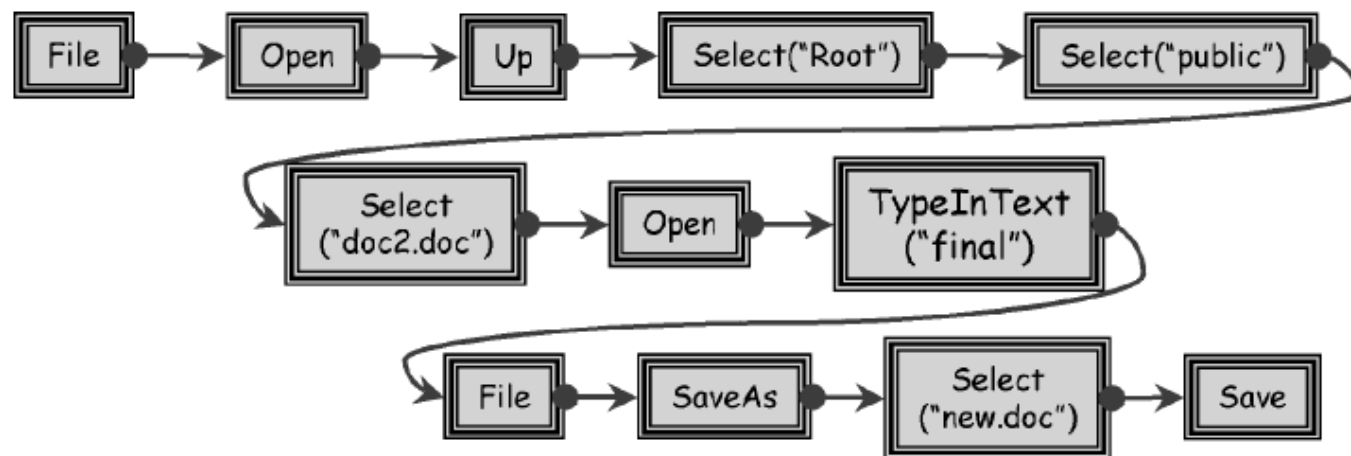 File
Open
Up
Select("Root")
Select("public")
Select
("doc2.doc")
Open
TypeInText
("final")
File
SaveAs
Select
("new.doc")
Save